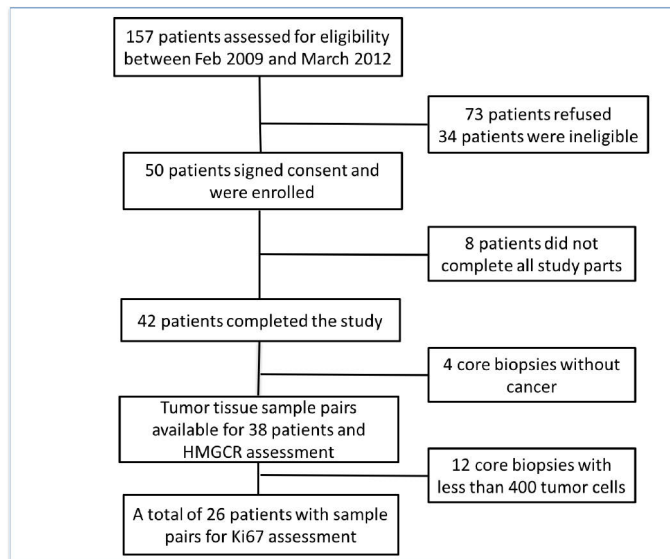 157 patients assessed for eligibility
between Feb 2009 and March 2012
73 patients refused
34 patients were ineligible
50 patients signed consent and
were enrolled
8 patients did not
complete all study parts
42 patients completed the study
4 core biopsies without
cancer
Tumor tissue sample pairs
available for 38 patients and
HMGCR assessment
12 core biopsies with
less than 400 tumor cells
A total of 26 patients with sample
pairs for Ki67 assessment